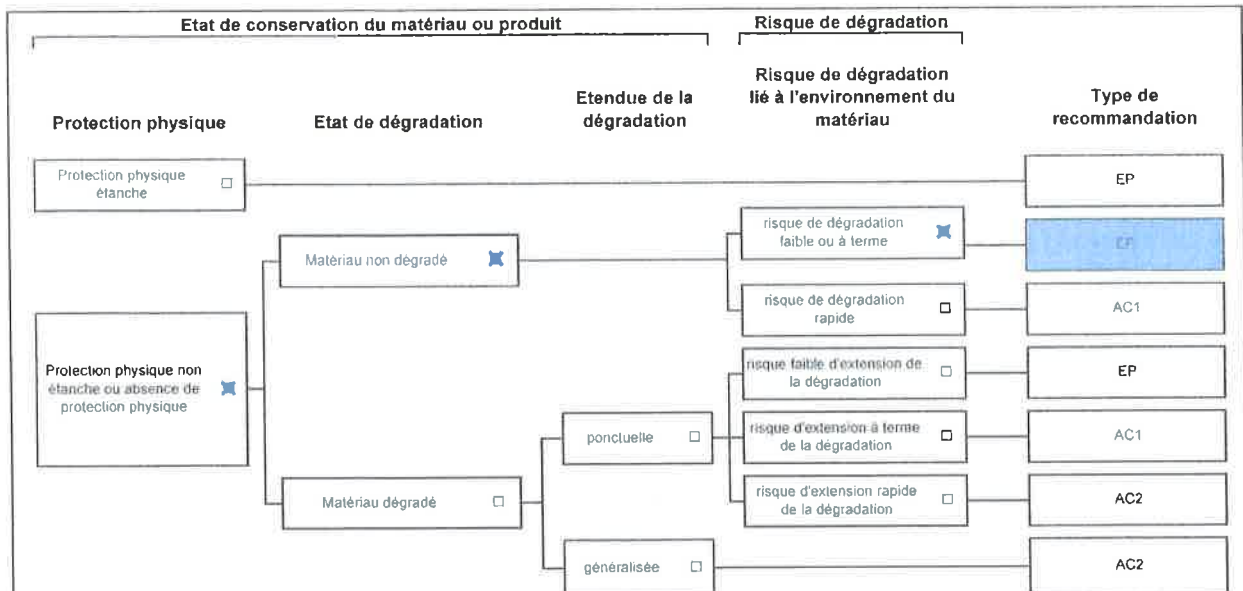 Etat de conservation du matériau ou produit
Risque de dégradation
Protection physique
Etat de dégradation
Etendue de la
dégradation
Risque de dégradation
lié à l'environnement du
matériau
Type de
recommandation
Protection physique
étanche
EP
Matériau non dégradé
risque de dégradation
faible ou à terme
EP
risque de dégradation
rapide
AC1
Protection physique non
étanche ou absence de
protection physique
risque faible d'extension de
la dégradation
EP
ponctuelle
risque d'extension à terme
de la dégradation
AC1
Matériau dégradé
risque d'extension rapide
de la dégradation
AC2
généralisée
AC2